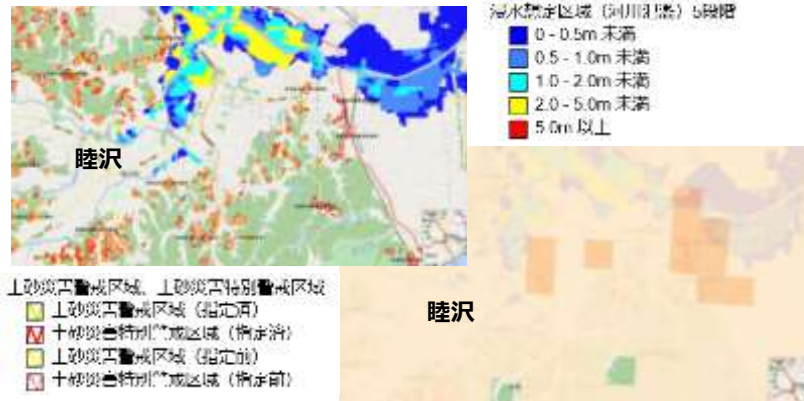 浸水想定区域（河川氾濫）5段階
0 - 0.5m 未満
0.5 - 1.0m 未満
1.0 - 2.0m 未満
2.0 - 5.0m 未満
5.0m 以上
睦沢
土砂災害警戒区域、土砂災害特別警戒区域
土砂災害警戒区域（指定済）
土砂災害特別警戒区域（指定済）
土砂災害警戒区域（指定前）
土砂災害特別警戒区域（指定前）
睦沢